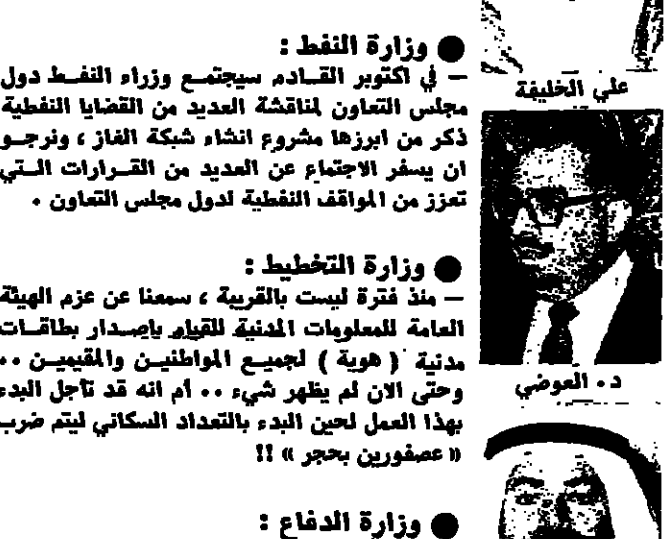 ● وزارة النفط :
— في اكتوبر القادم سيجتمع وزراء النفط دول
مجلس التعاون لمناقشة العديد من القضايا النفطية
ذكر من ابرزها مشروع انشاء شبكة الغاز ، ونرجو
ان يسفر الاجتماع عن العديد من القرارات التي
تعزز من المواقف النفطية لدول مجلس التعاون .
علي الخليفة
● وزارة التخطيط :
— منذ فترة ليست بالقريبة ، سمعنا عن عزم الهيئة
العامة للمعلومات المدنية للقيام باصدار بطاقات
مدنية ( هوية ) لجميع المواطنين والمقيمين ..
وحتى الان لم يظهر شيء .. أم انه قد تأجل البدء
بهذا العمل لحين البدء بالتعداد السكاني ليتم ضرب
« عصفورين بحجر » !!
د . العوضي
● وزارة الدفاع :